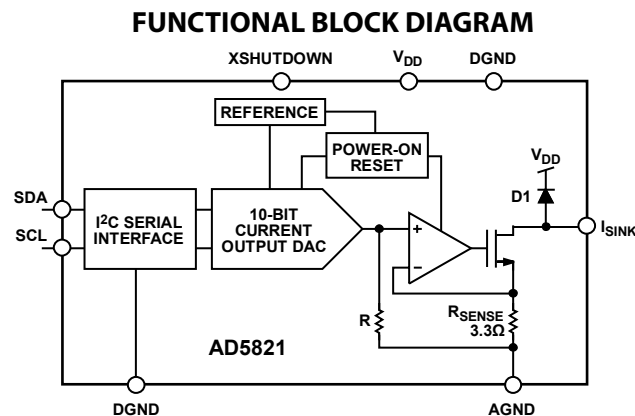 FUNCTIONAL BLOCK DIAGRAM
XSHUTDOWN
VDD
DGND
REFERENCE
POWER-ON
RESET
VDD
D1
SDA
SCL
I2C SERIAL
INTERFACE
10-BIT
CURRENT
OUTPUT DAC
+
−
ISINK
R
RSENSE
3.3Ω
AD5821
DGND
AGND